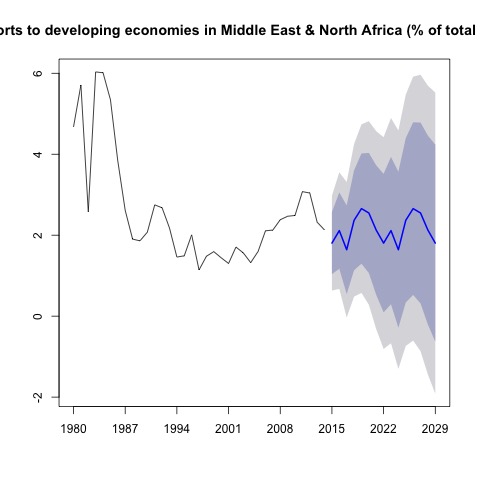 orts to developing economies in Middle East & North Africa (% of total
6
4
2
0
-2
1980 1987 1994 2001 2008 2015 2022 2029